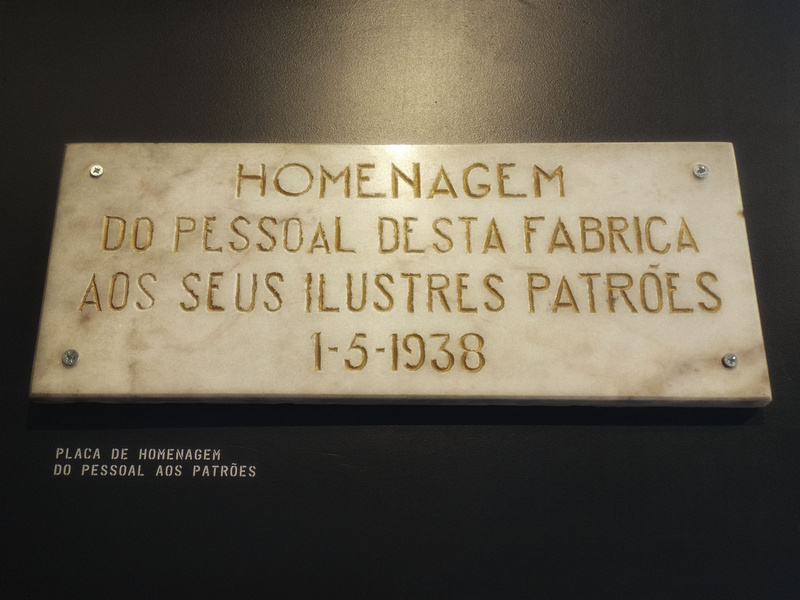 HOMENAGEM
DO PESSOAL DESTA FABRICA
AOS SEUS ILUSTRES PATRÕES
1-5-1938
PLACA DE HOMENAGEM
DO PESSOAL AOS PATRÕES